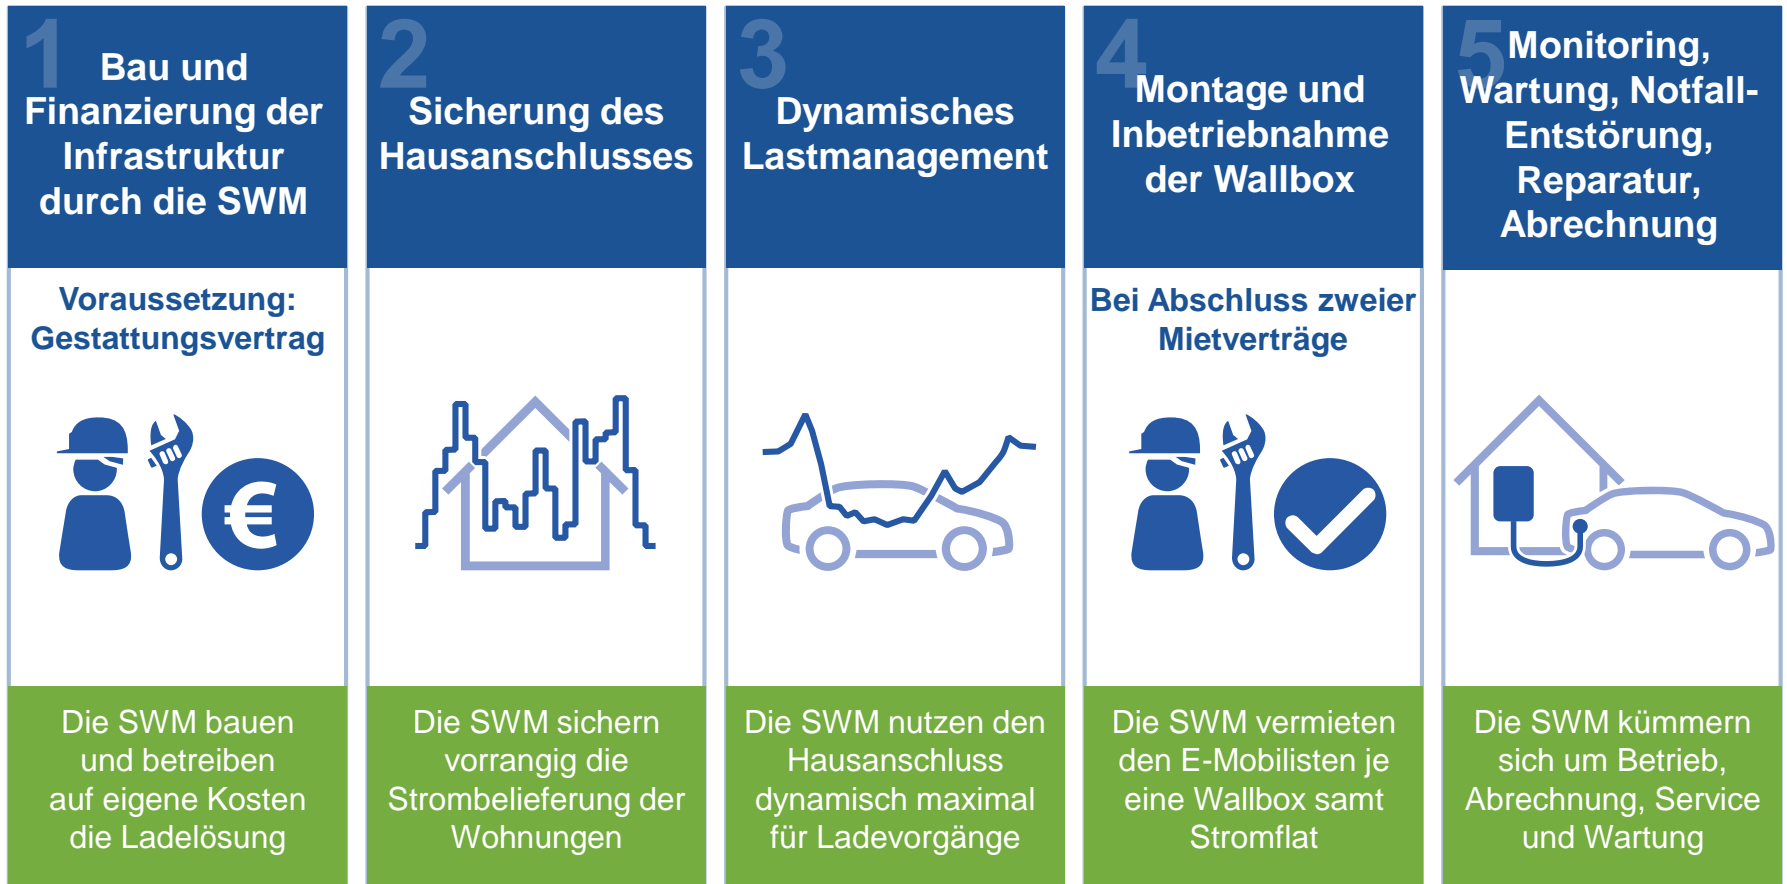 1
Bau und
Finanzierung der
Infrastruktur
durch die SWM
Voraussetzung:
Gestattungsvertrag
€
Die SWM bauen
und betreiben
auf eigene Kosten
die Ladelösung
2
Sicherung des
Hausanschlusses
Die SWM sichern
vorrangig die
Strombelieferung der
Wohnungen
3
Dynamisches
Lastmanagement
Die SWM nutzen den
Hausanschluss
dynamisch maximal
für Ladevorgänge
4
Montage und
Inbetriebnahme
der Wallbox
Bei Abschluss zweier
Mietverträge
Die SWM vermieten
den E-Mobilisten je
eine Wallbox samt
Stromflat
5
Monitoring,
Wartung, Notfall-
Entstörung,
Reparatur,
Abrechnung
Die SWM kümmern
sich um Betrieb,
Abrechnung, Service
und Wartung